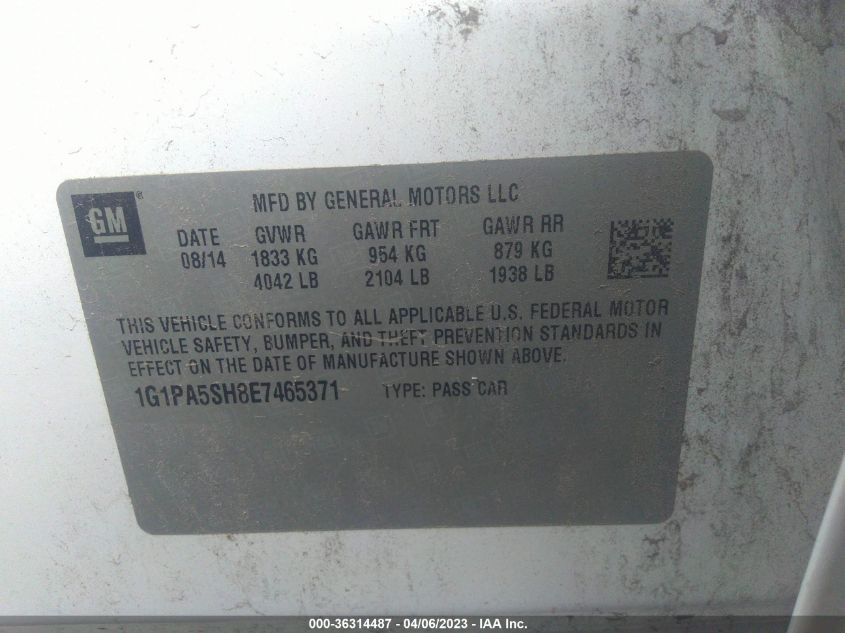 MFD BY GENERAL MOTORS LLC
GM®
DATE GVWR GAWR FRT GAWR RR
08/14 1833 KG 954 KG 879 KG
4042 LB 2104 LB 1938 LB
THIS VEHICLE CONFORMS TO ALL APPLICABLE U.S. FEDERAL MOTOR
VEHICLE SAFETY, BUMPER, AND THEFT PREVENTION STANDARDS IN
EFFECT ON THE DATE OF MANUFACTURE SHOWN ABOVE.
1G1PA5SH8E7465371 TYPE: PASS CAR
000-36314487 - 04/06/2023 - IAA Inc.